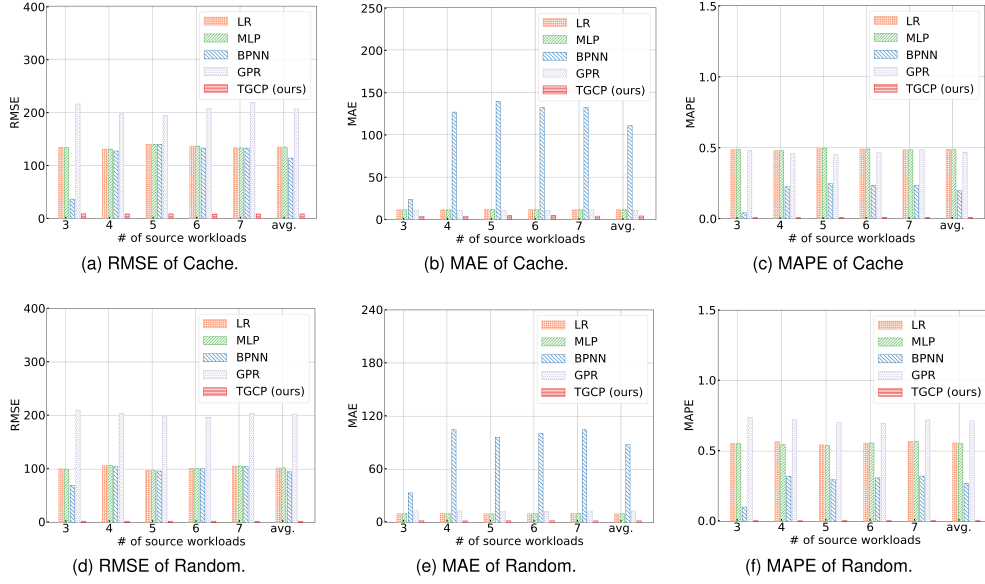 400
300
200
100
0
RMSE
LR
MLP
BPNN
GPR
TGCP (ours)
3 4 5 6 7 avg.
# of source workloads
(a) RMSE of Cache.
250
200
150
100
50
0
MAE
LR
MLP
BPNN
GPR
TGCP (ours)
3 4 5 6 7 avg.
# of source workloads
(b) MAE of Cache.
1.5
1.0
0.5
0.0
MAPE
LR
MLP
BPNN
GPR
TGCP (ours)
3 4 5 6 7 avg.
# of source workloads
(c) MAPE of Cache
400
300
200
100
0
RMSE
LR
MLP
BPNN
GPR
TGCP (ours)
3 4 5 6 7 avg.
# of source workloads
(d) RMSE of Random.
240
180
120
60
0
MAE
LR
MLP
BPNN
GPR
TGCP (ours)
3 4 5 6 7 avg.
# of source workloads
(e) MAE of Random.
1.5
1.0
0.5
0.0
MAPE
LR
MLP
BPNN
GPR
TGCP (ours)
3 4 5 6 7 avg.
# of source workloads
(f) MAPE of Random.